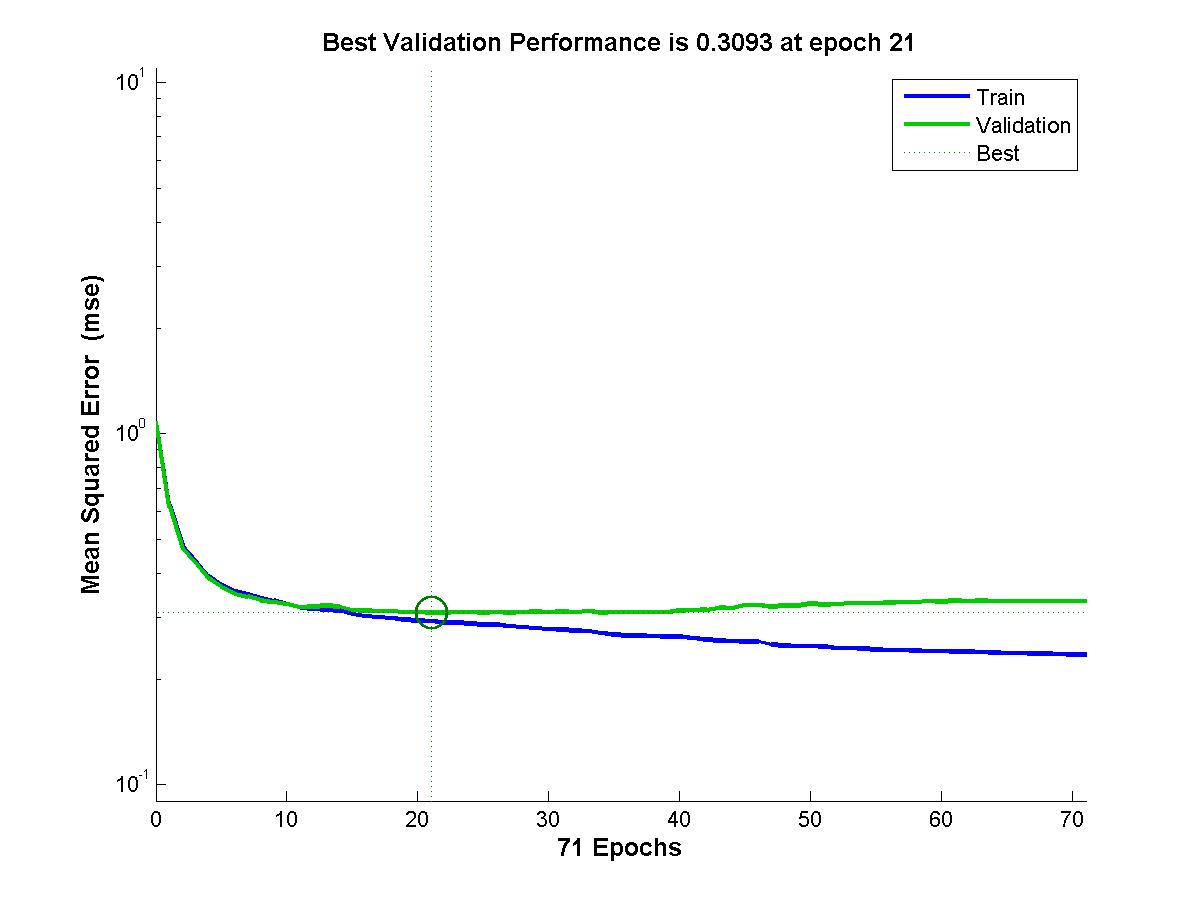 Best Validation Performance is 0.3093 at epoch 21
Train
Validation
Best
Mean Squared Error (mse)
10^1
10^0
10^-1
0 10 20 30 40 50 60 70
71 Epochs